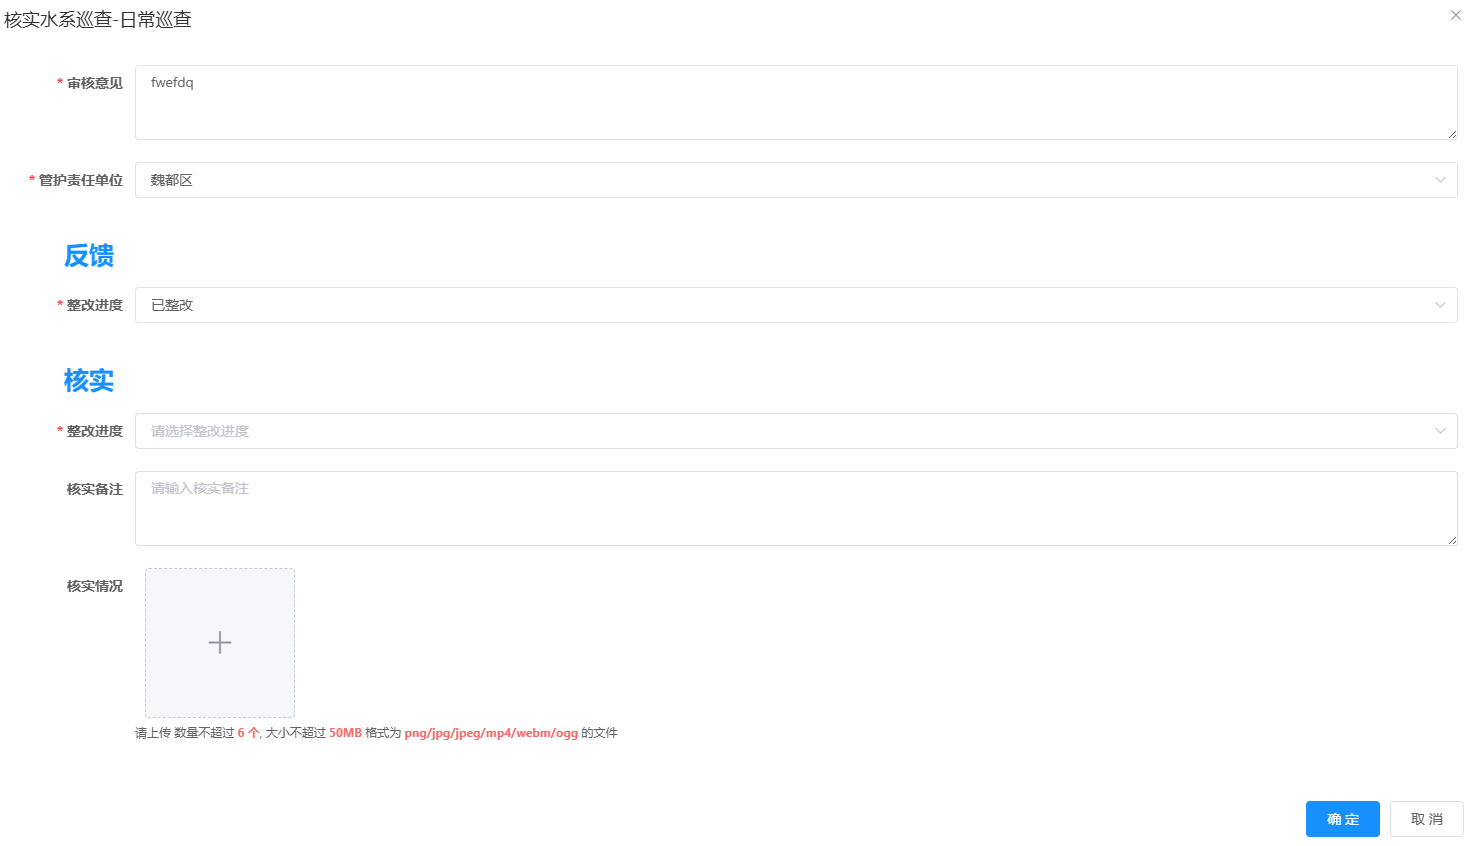 核实水系巡查-日常巡查
* 审核意见
fwefdq
* 管护责任单位
魏都区
反馈
* 整改进度
已整改
核实
* 整改进度
请选择整改进度
核实备注
请输入核实备注
核实情况
请上传 数量不超过 6 个, 大小不超过 50MB 格式为 png/jpg/jpeg/mp4/webm/ogg 的文件
确 定
取 消